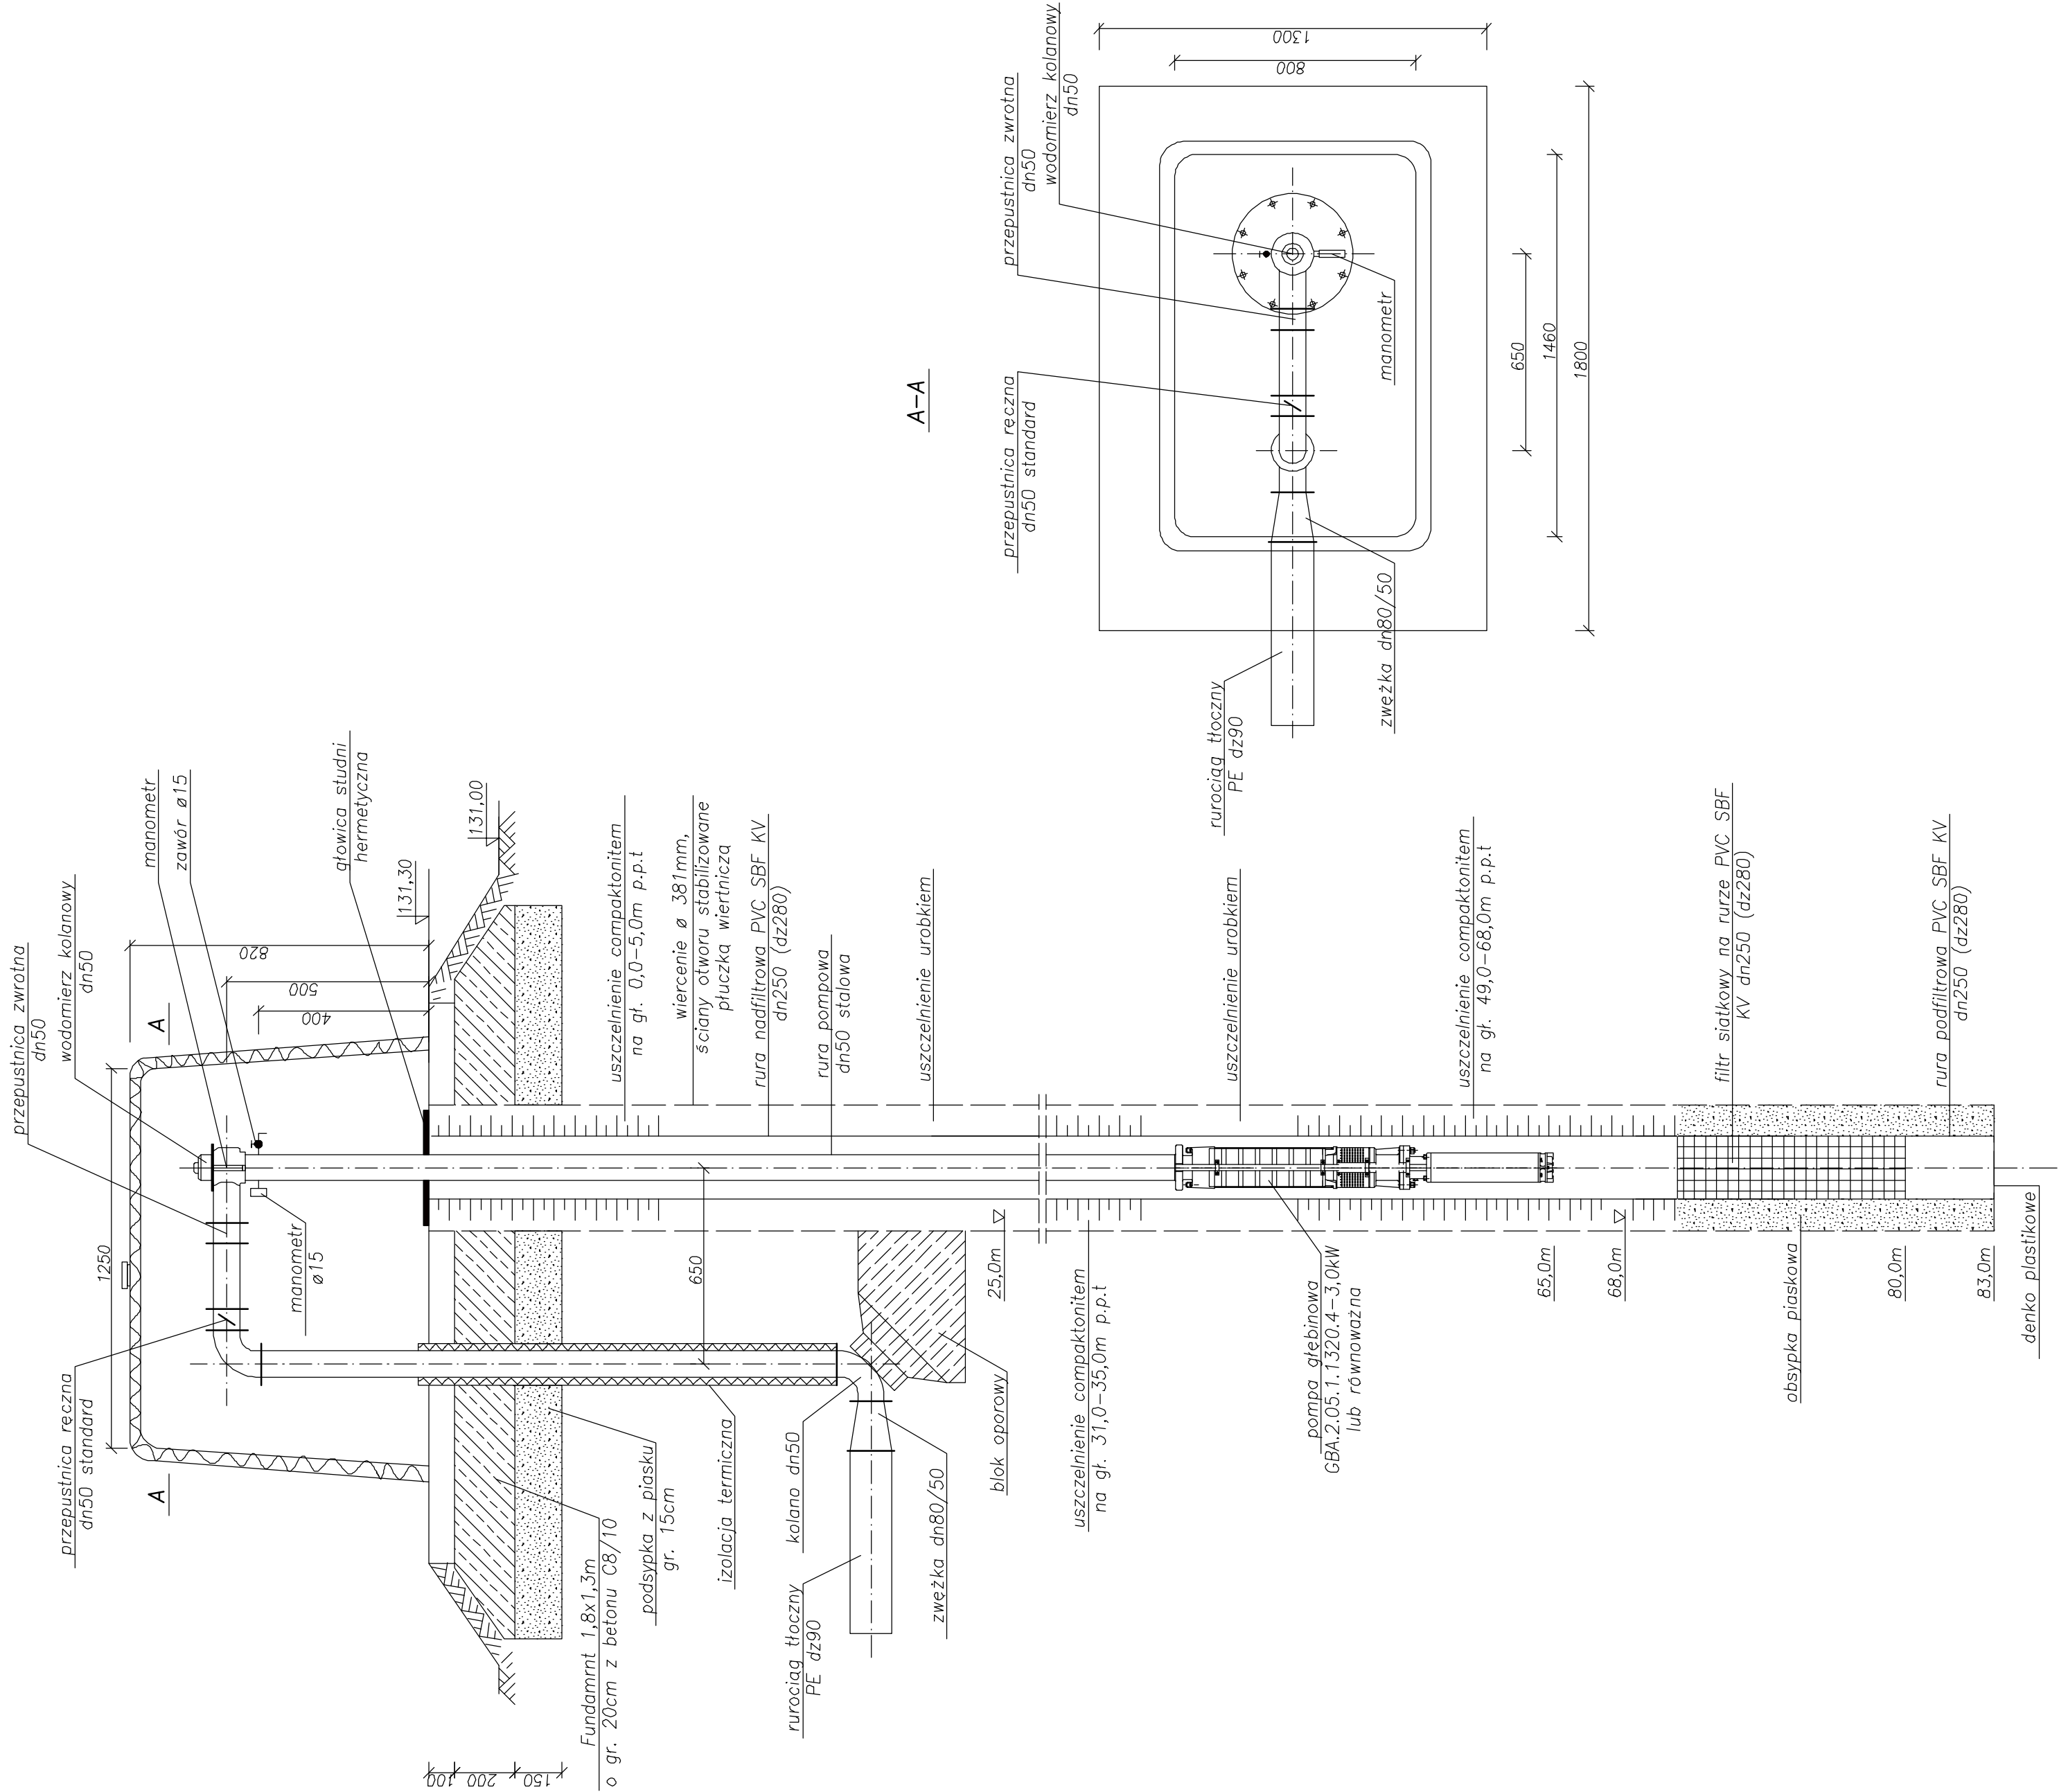 przepustnica zwrotna
dn50
wodomierz kolanowy
dn50
manometr
zawór ø15
głowica studni
hermetyczna
131,30
131,00
820
500
400
A
A
1250
przepustnica ręczna
dn50 standard
manometr
ø15
uszczelnienie compaktonitem
na gł. 0,0-5,0m p.p.t
wiercenie ø 381mm,
ściany otworu stabilizowane
płuczką wiertniczą
rura nadfiltrowa PVC SBF KV
dn250 (dz280)
rura pompowa
dn50 stalowa
uszczelnienie urobkiem
uszczelnienie urobkiem
uszczelnienie compaktonitem
na gł. 49,0-68,0m p.p.t
filtr siatkowy na rurze PVC SBF
KV dn250 (dz280)
rura podfiltrowa PVC SBF KV
dn250 (dz280)
650
100
200
150
Fundamrnt 1,8x1,3m
o gr. 20cm z betonu C8/10
podsypka z piasku
gr. 15cm
izolacja termiczna
kolano dn50
rurociąg tłoczny
PE dz90
zwężka dn80/50
blok oporowy
25,0m
uszczelnienie compaktonitem
na gł. 31,0-35,0m p.p.t
pompa głębinowa
GBA.2.05.1.1320.4-3,0kW
lub równoważna
65,0m
68,0m
absypka piaskowa
80,0m
83,0m
denko plastikowe
A-A
przepustnica ręczna
dn50 standard
przepustnica zwrotna
dn50
wodomierz kolanowy
dn50
1300
800
manometr
650
1460
1800
rurociąg tłoczny
PE dz90
zwężka dn80/50